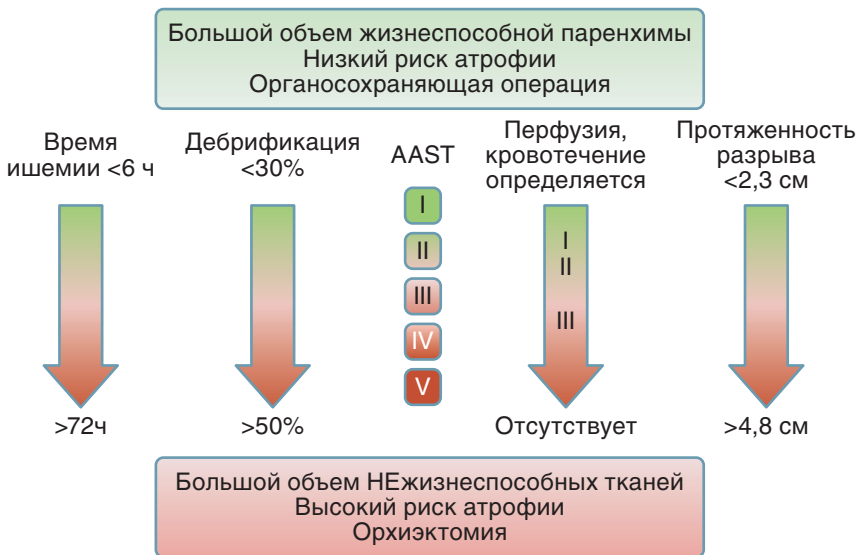 Большой объем жизнеспособной паренхимы
Низкий риск атрофии
Органосохраняющая операция
Время
ишемии <6 ч
Дебрификация
<30%
AAST
Перфузия,
кровотечение
определяется
Протяженность
разрыва
<2,3 см
I
II
III
IV
V
I
II
III
>72ч
>50%
Отсутствует
>4,8 см
Большой объем НЕжизнеспособных тканей
Высокий риск атрофии
Орхиэктомия